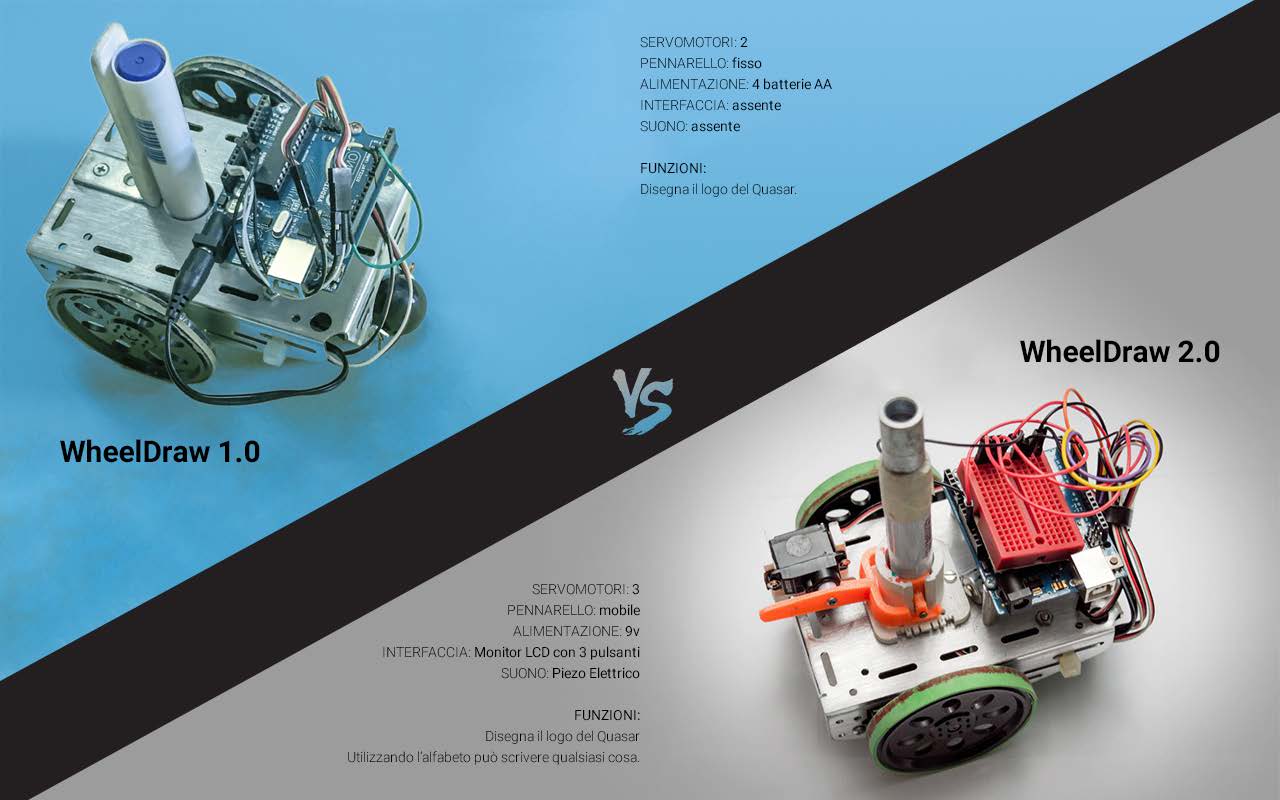 SERVOMOTORI: 2
PENNARELLO: fisso
ALIMENTAZIONE: 4 batterie AA
INTERFACCIA: assente
SUONO: assente
FUNZIONI:
Disegna il logo del Quasar.
WheelDraw 1.0
VS
WheelDraw 2.0
SERVOMOTORI: 3
PENNARELLO: mobile
ALIMENTAZIONE: 9v
INTERFACCIA: Monitor LCD con 3 pulsanti
SUONO: Piezo Elettrico
FUNZIONI:
Disegna il logo del Quasar
Utilizzando l'alfabeto può scrivere qualsiasi cosa.